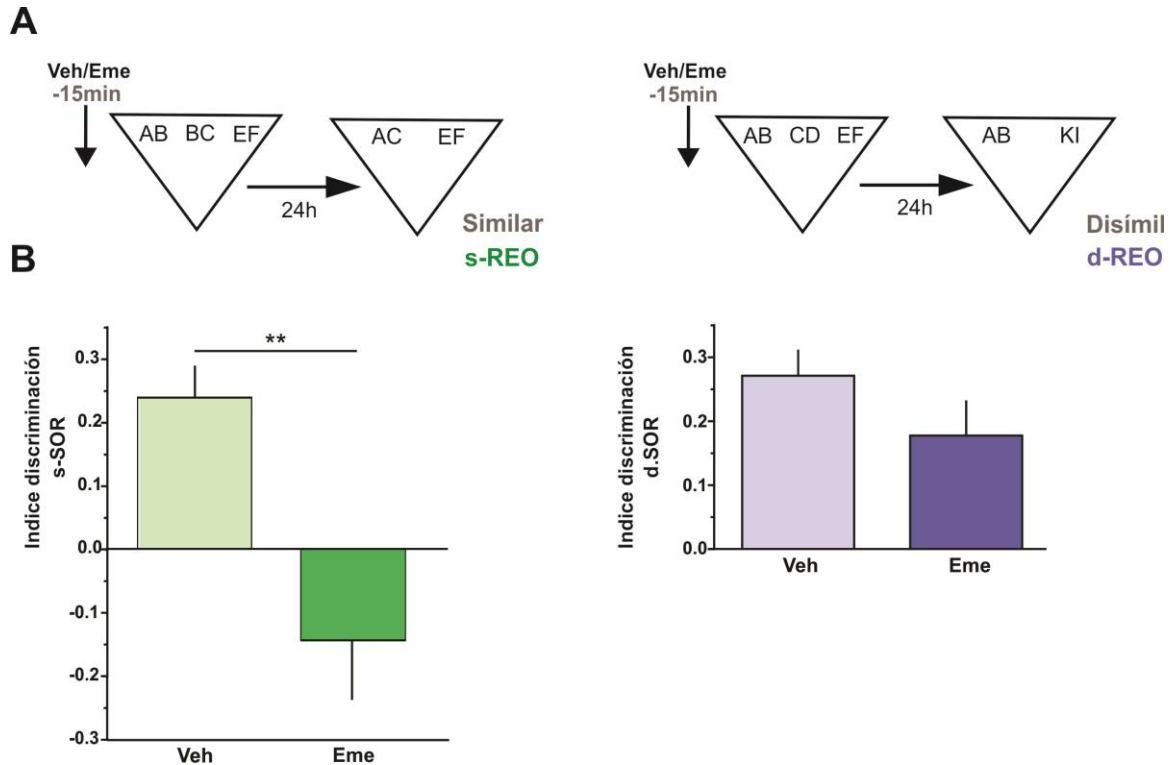 A
Veh/Eme
-15min
AB BC EF
24h
AC EF
Similar
s-REO
Veh/Eme
-15min
AB CD EF
24h
AB KI
Disímil
d-REO
B
Indice discriminación
s-SOR
0.3
0.2
0.1
0.0
-0.1
-0.2
-0.3
**
Veh Eme
Indice discriminación
d.SOR
0.3
0.2
0.1
0.0
Veh Eme